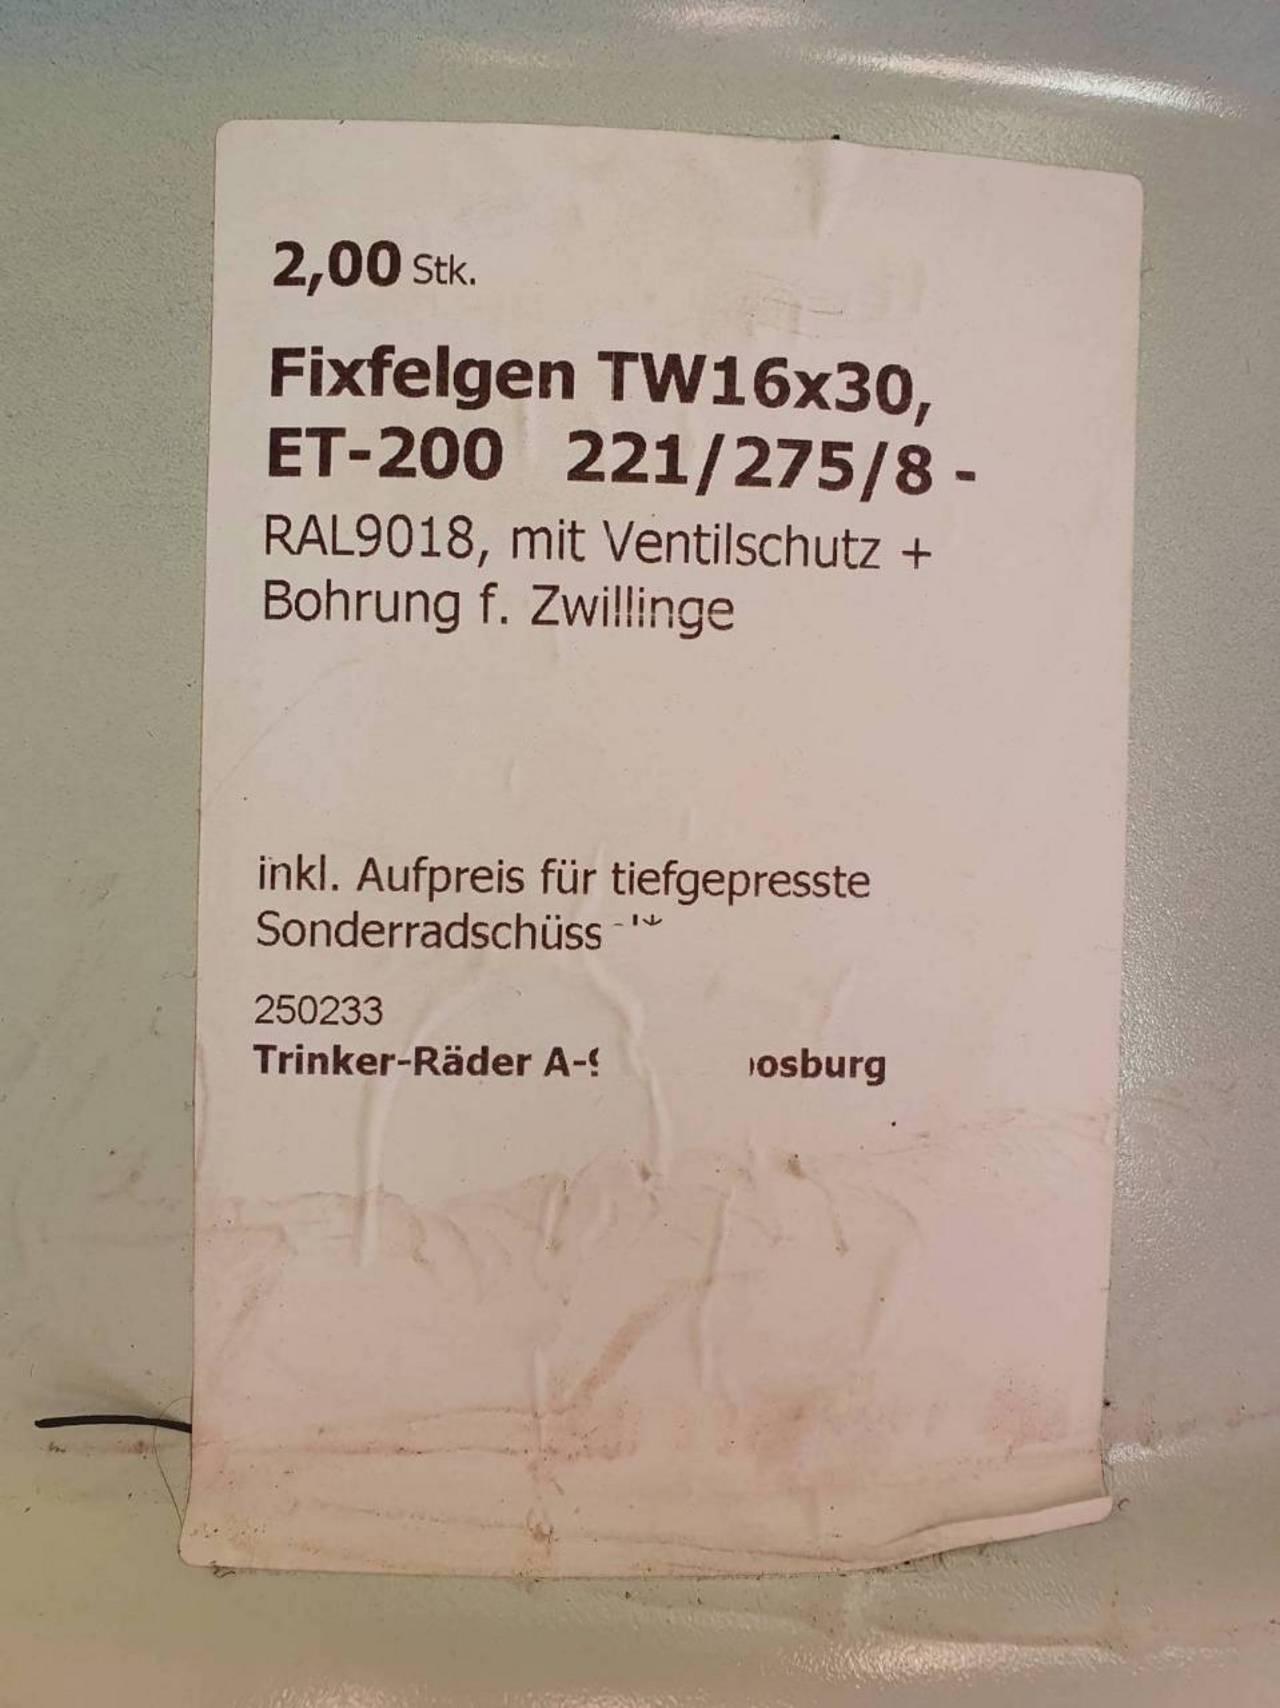 2,00 Stk.
Fixfelgen TW16x30,
ET-200 221/275/8 -
RAL9018, mit Ventilschutz +
Bohrung f. Zwillinge
inkl. Aufpreis für tiefgepresste
Sonderradschüss
250233
Trinker-Räder A- osburg